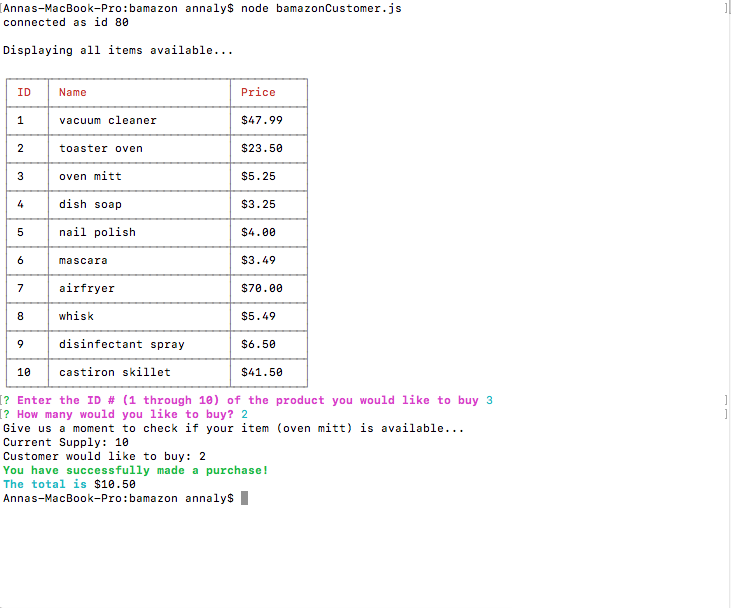 [Annas-MacBook-Pro:bamazon annaly$ node bamazonCustomer.js ]
connected as id 80
Displaying all items available...
ID Name Price
1 vacuum cleaner $47.99
2 toaster oven $23.50
3 oven mitt $5.25
4 dish soap $3.25
5 nail polish $4.00
6 mascara $3.49
7 airfryer $70.00
8 whisk $5.49
9 disinfectant spray $6.50
10 castiron skillet $41.50
[? Enter the ID # (1 through 10) of the product you would like to buy 3 ]
[? How many would you like to buy? 2 ]
Give us a moment to check if your item (oven mitt) is available...
Current Supply: 10
Customer would like to buy: 2
You have successfully made a purchase!
The total is $10.50
Annas-MacBook-Pro:bamazon annaly$